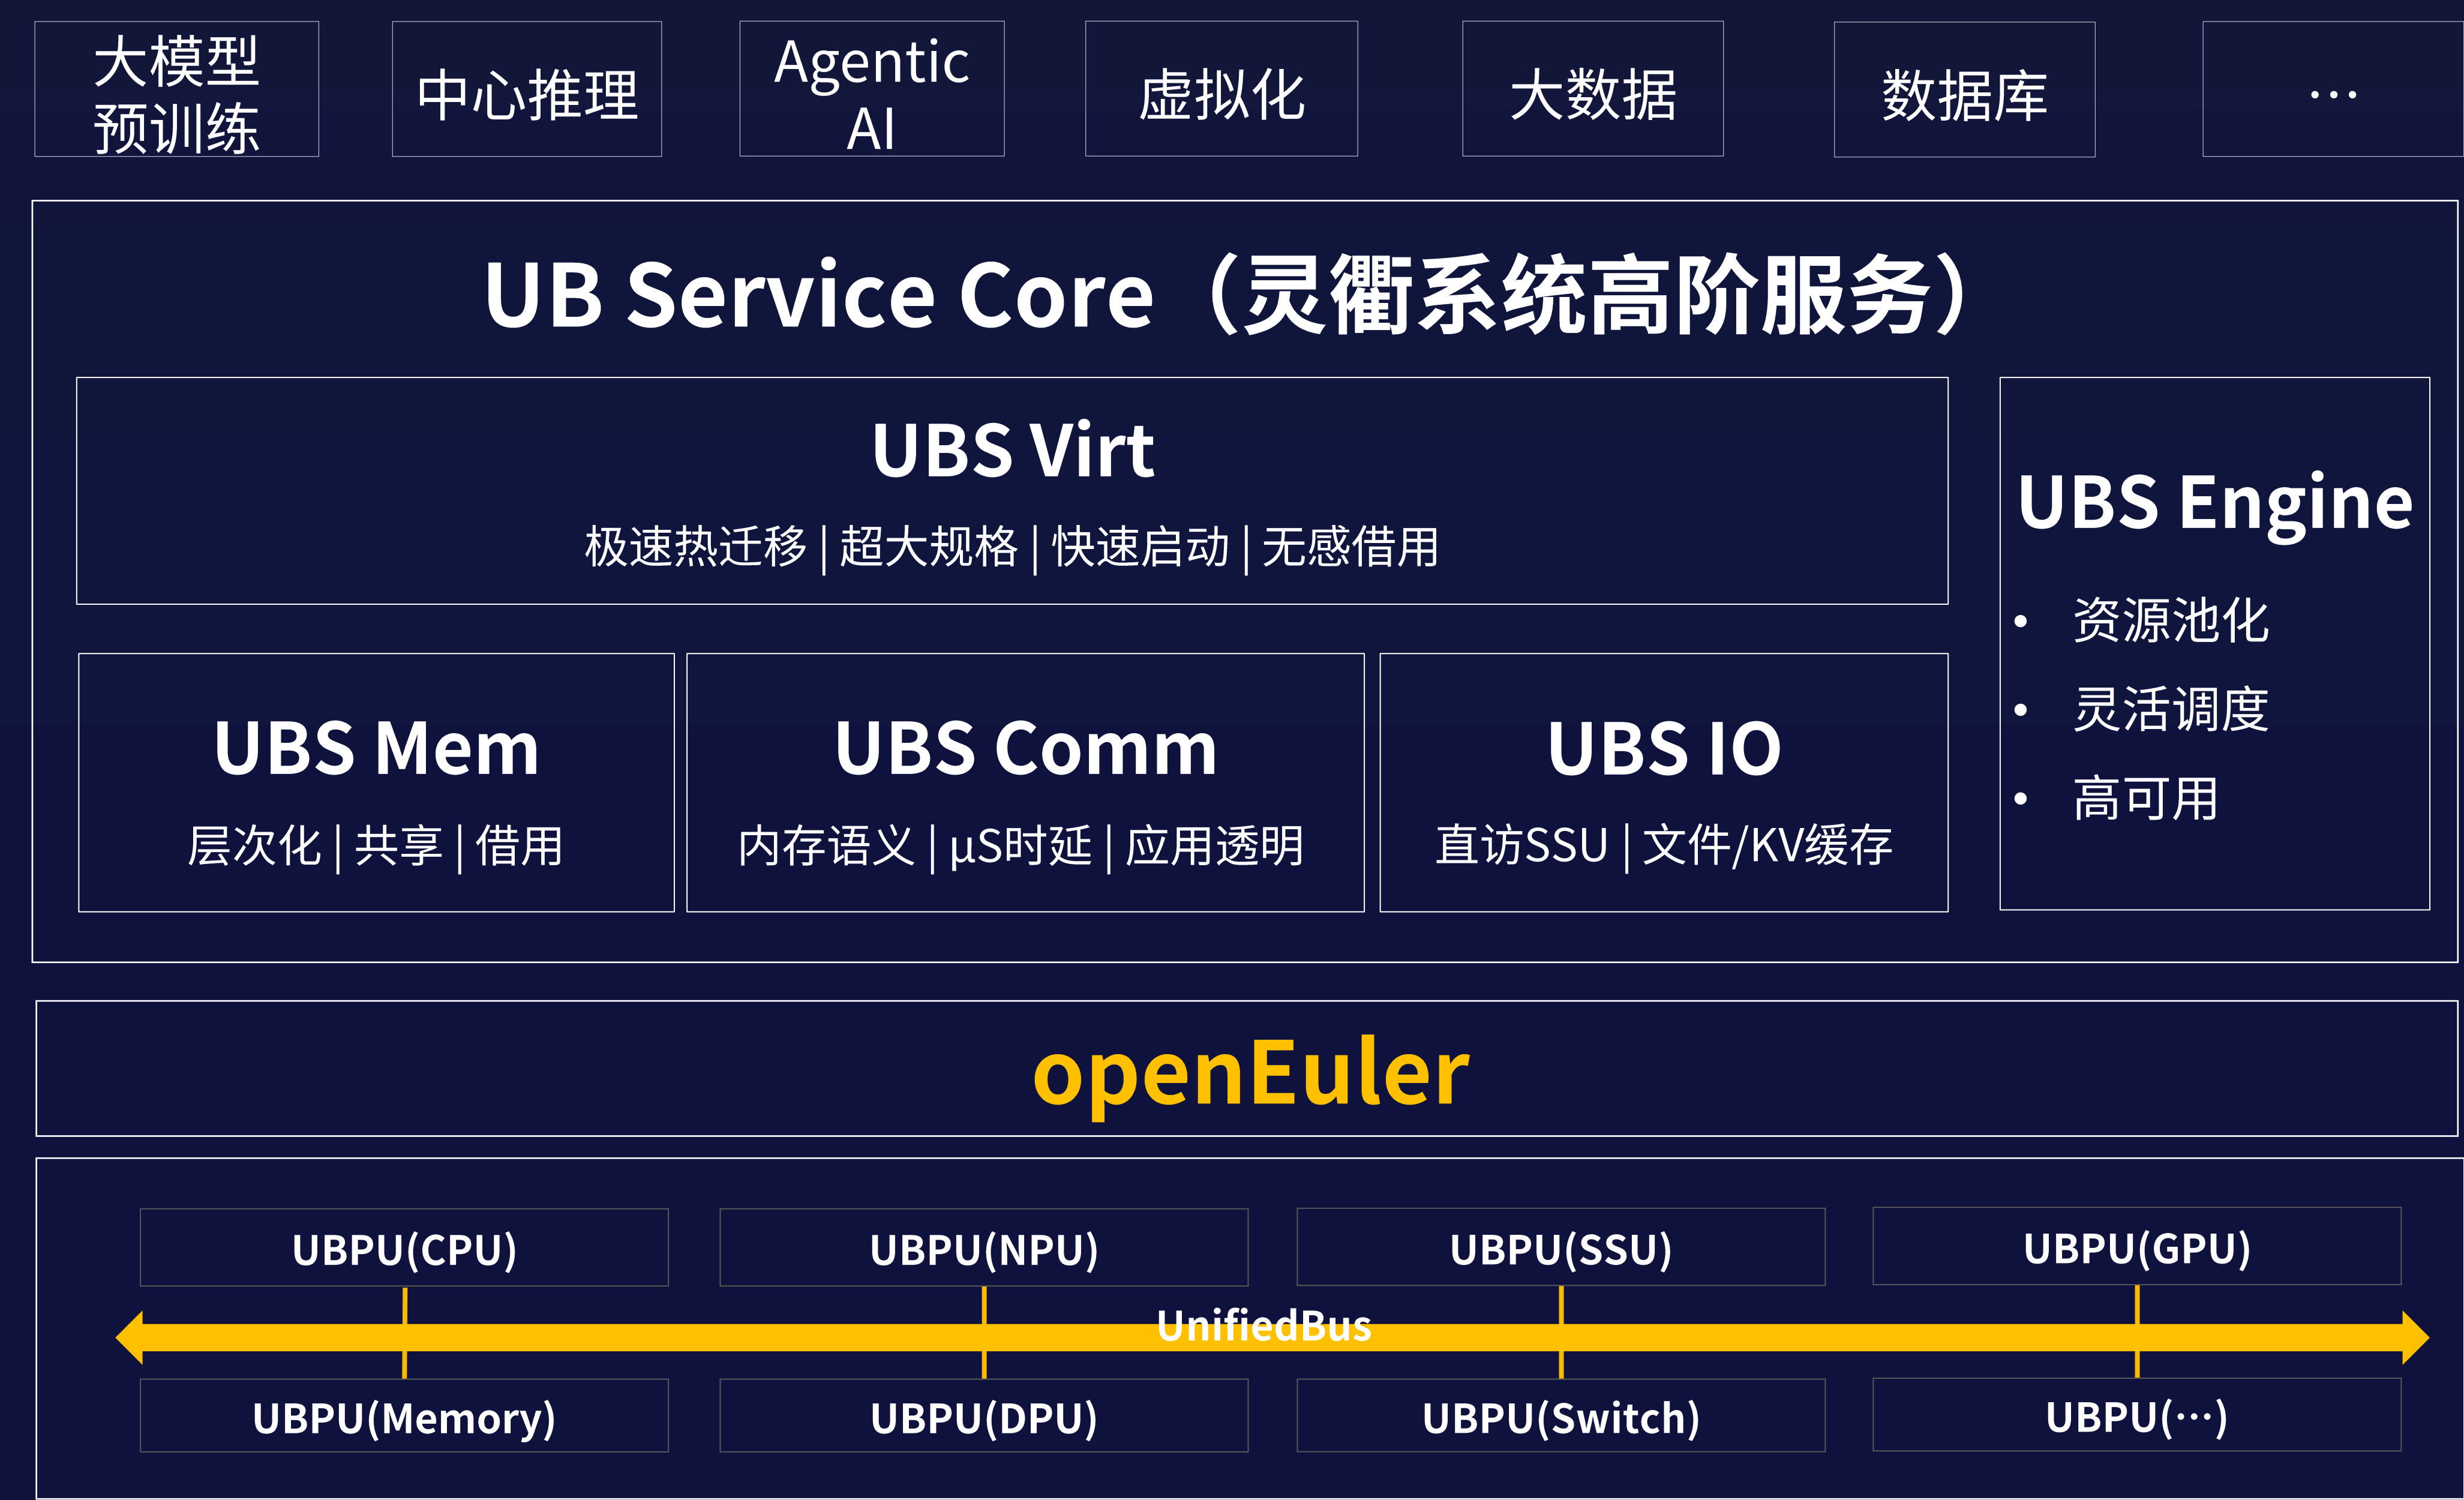 大模型
预训练
中心推理
Agentic
AI
虚拟化
大数据
数据库
…
UB Service Core（灵衢系统高阶服务）
UBS Virt
极速热迁移 | 超大规格 | 快速启动 | 无感借用
UBS Engine
• 资源池化
• 灵活调度
• 高可用
UBS Mem
层次化 | 共享 | 借用
UBS Comm
内存语义 | μS时延 | 应用透明
UBS IO
直访SSU | 文件/KV缓存
openEuler
UBPU(CPU)
UBPU(NPU)
UBPU(SSU)
UBPU(GPU)
UnifiedBus
UBPU(Memory)
UBPU(DPU)
UBPU(Switch)
UBPU(…)